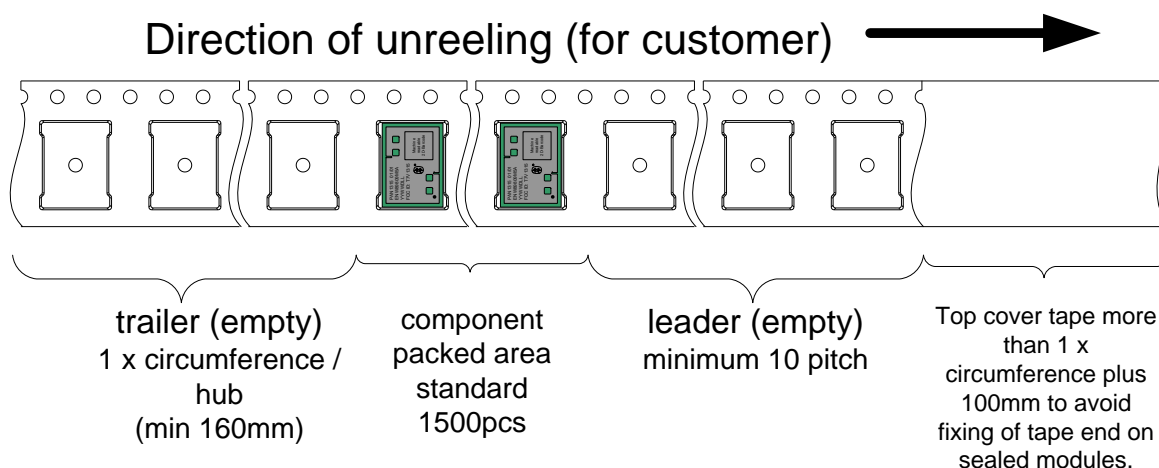 Direction of unreeling (for customer)
trailer (empty)
1 x circumference /
hub
(min 160mm)
component
packed area
standard
1500pcs
leader (empty)
minimum 10 pitch
Top cover tape more
than 1 x
circumference plus
100mm to avoid
fixing of tape end on
sealed modules.